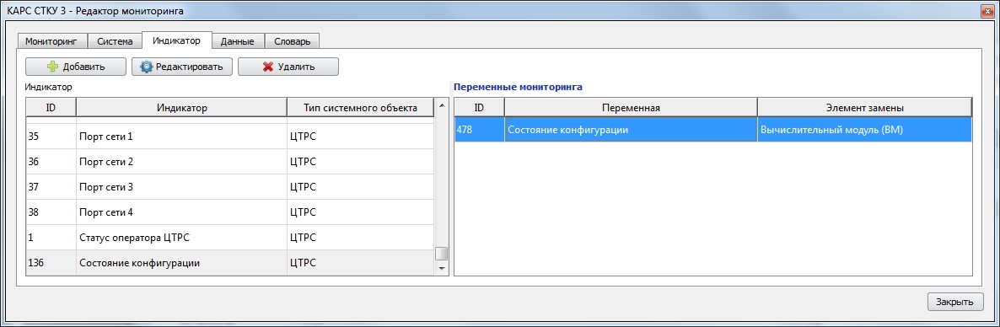 КАРС СТКУ 3 - Редактор мониторинга
Мониторинг Система Индикатор Данные Словарь
Добавить Редактировать Удалить
Индикатор
ID Индикатор Тип системного объекта
35 Порт сети 1 ЦТРС
36 Порт сети 2 ЦТРС
37 Порт сети 3 ЦТРС
38 Порт сети 4 ЦТРС
1 Статус оператора ЦТРС ЦТРС
136 Состояние конфигурации ЦТРС
Переменные мониторинга
ID Переменная Элемент замены
478 Состояние конфигурации Вычислительный модуль (ВМ)
Закрыть